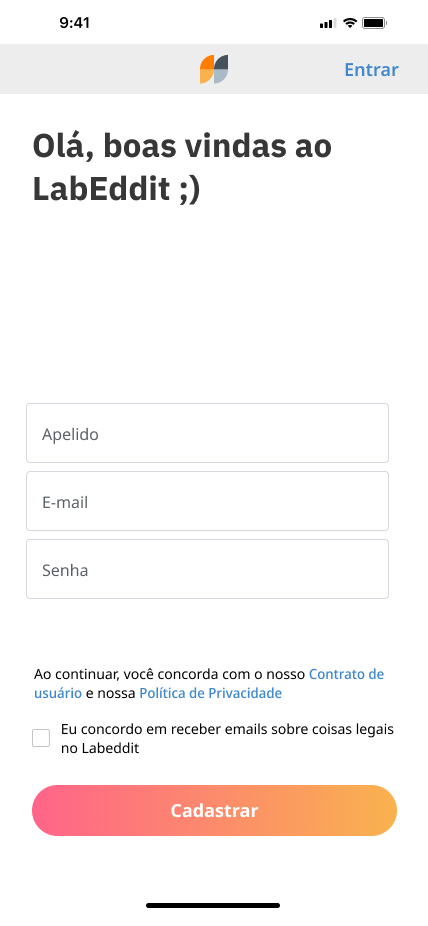 9:41
Entrar
Olá, boas vindas ao
LabEddit ;)
Apelido
E-mail
Senha
Ao continuar, você concorda com o nosso Contrato de
usuário e nossa Política de Privacidade
Eu concordo em receber emails sobre coisas legais
no Labeddit
Cadastrar